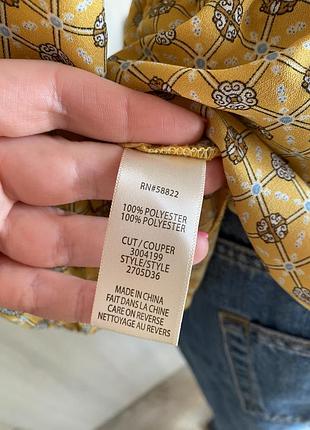 RN#58822
100% POLYESTER
100% POLYESTER
CUT / COUPER
3004199
STYLE/STYLE
2705D36
MADE IN CHINA
FAIT DANS LA CHINE
CARE ON REVERSE
NETTOYAGE AU REVERS